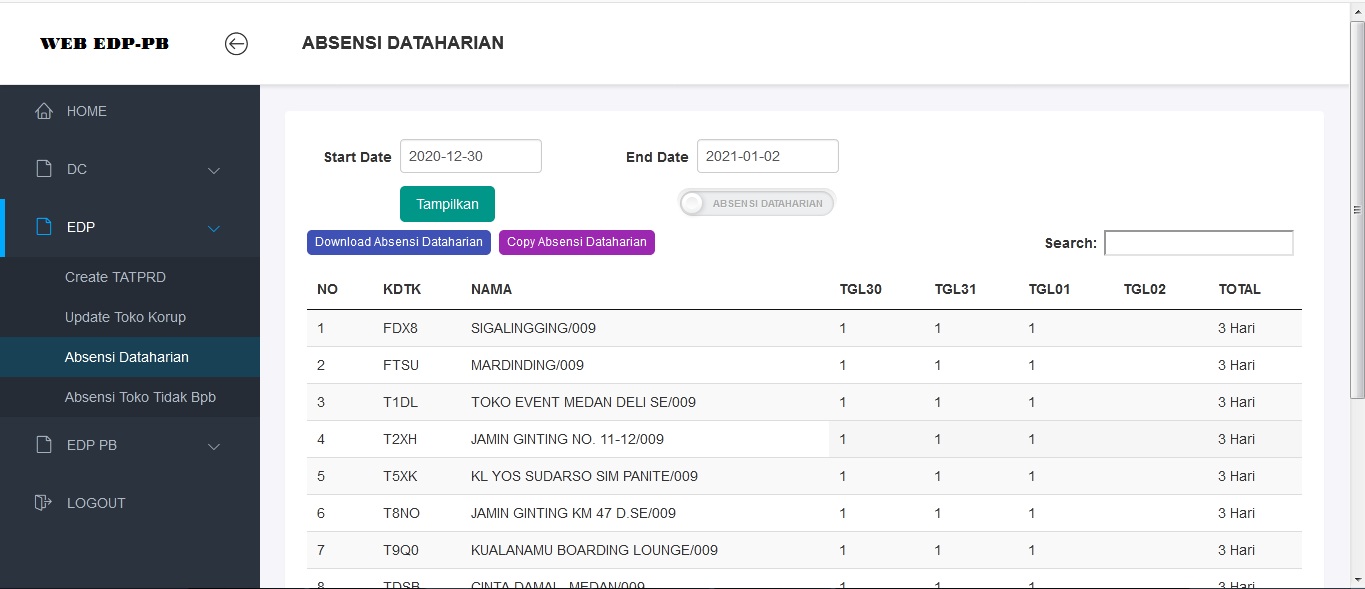 WEB EDP-PB
ABSENSI DATAHARIAN
HOME
DC
EDP
Create TATPRD
Update Toko Korup
Absensi Dataharian
Absensi Toko Tidak Bpb
EDP PB
LOGOUT
Start Date 2020-12-30 End Date 2021-01-02
Tampilkan ABSENSI DATAHARIAN
Download Absensi Dataharian Copy Absensi Dataharian Search:
NO KDTK NAMA TGL30 TGL31 TGL01 TGL02 TOTAL
1 FDX8 SIGALINGGING/009 1 1 1 3 Hari
2 FTSU MARDINDING/009 1 1 1 3 Hari
3 T1DL TOKO EVENT MEDAN DELI SE/009 1 1 1 3 Hari
4 T2XH JAMIN GINTING NO. 11-12/009 1 1 1 3 Hari
5 T5XK KL YOS SUDARSO SIM PANITE/009 1 1 1 3 Hari
6 T8NO JAMIN GINTING KM 47 D.SE/009 1 1 1 3 Hari
7 T9Q0 KUALANAMU BOARDING LOUNGE/009 1 1 1 3 Hari
8 TDSB CINTA DAMAI - MEDAN/009 1 1 1 3 Hari